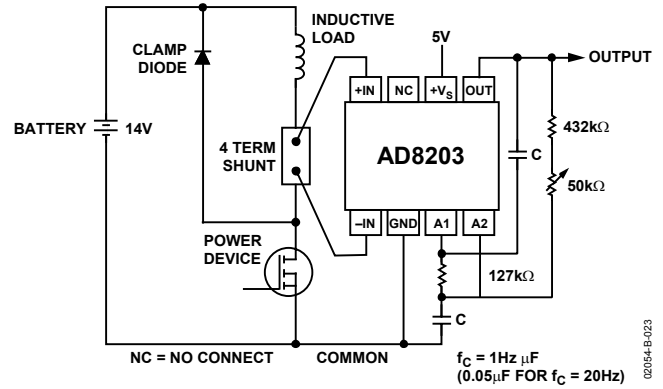 INDUCTIVE
LOAD
CLAMP
DIODE
5V
OUTPUT
+IN
NC
+VS
OUT
BATTERY
14V
4 TERM
SHUNT
AD8203
C
432kΩ
50kΩ
–IN
GND
A1
A2
POWER
DEVICE
127kΩ
C
NC = NO CONNECT
COMMON
fC = 1Hz μF
(0.05μF FOR fC = 20Hz)
02054-B-023